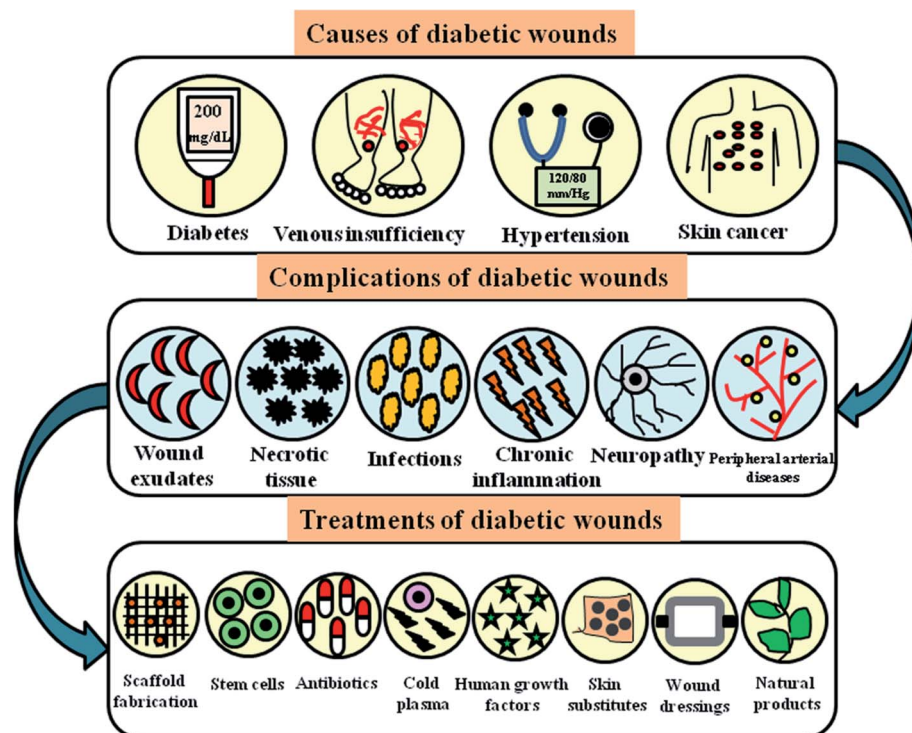 Causes of diabetic wounds
200
mg/dL
120/80
mm/Hg
Diabetes
Venous insufficiency
Hypertension
Skin cancer
Complications of diabetic wounds
Wound
exudates
Necrotic
tissue
Infections
Chronic
inflammation
Neuropathy
Peripheral arterial
diseases
Treatments of diabetic wounds
Scaffold
fabrication
Stem cells
Antibiotics
Cold
plasma
Human growth
factors
Skin
substitutes
Wound
dressings
Natural
products